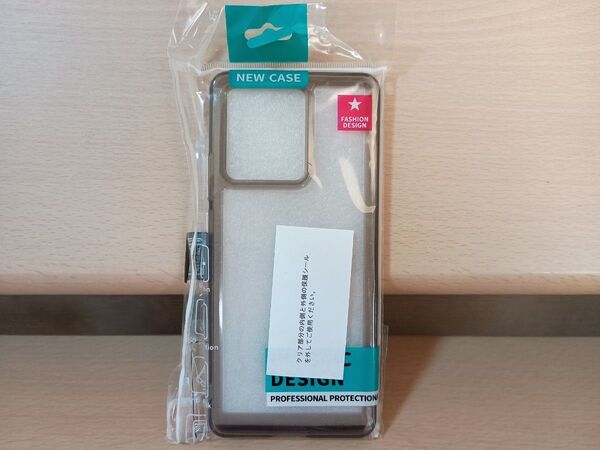 NEW CASE
FASHION
DESIGN
クリア部分の内側と外側の保護シール
を外してご使用ください。
DESIGN
PROFESSIONAL PROTECTION